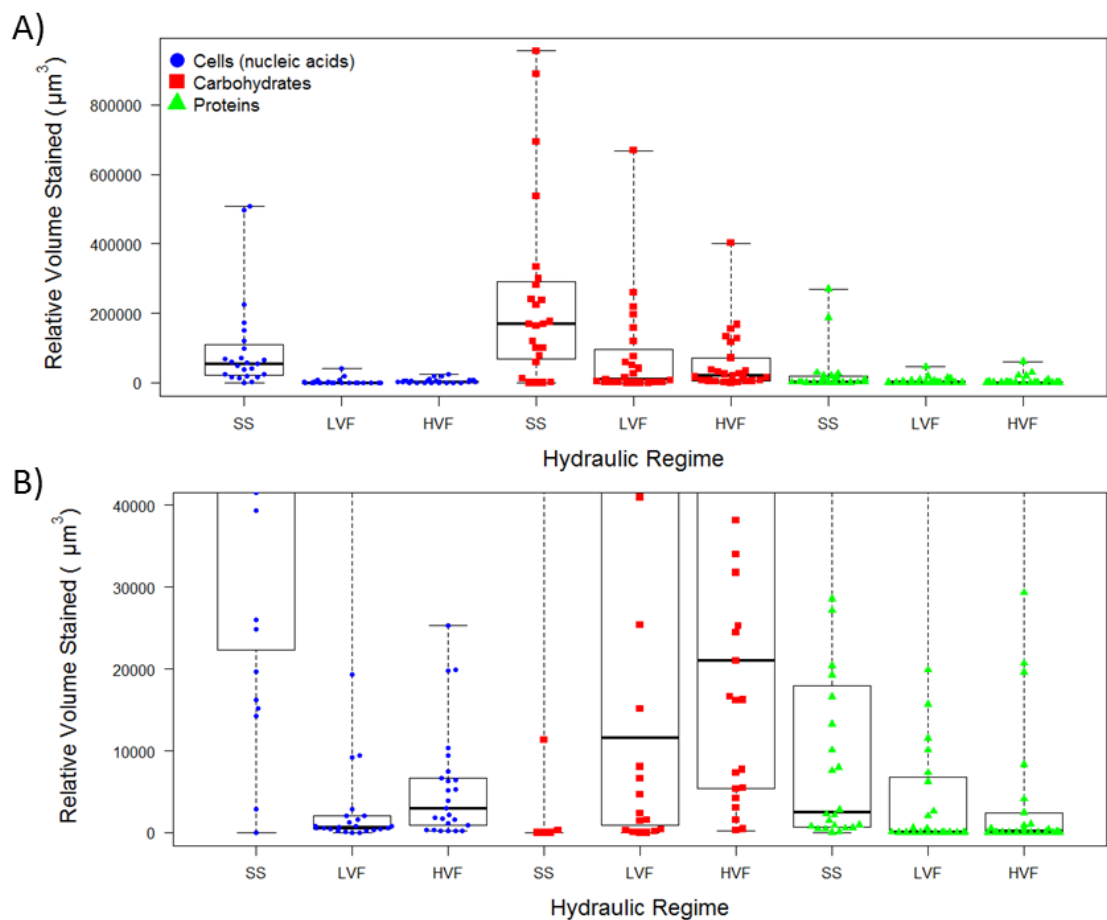 A)
Relative Volume Stained ( µm³)
800000
600000
400000
200000
0
Cells (nucleic acids)
Carbohydrates
Proteins
SS LVF HVF SS LVF HVF SS LVF HVF
Hydraulic Regime
B)
Relative Volume Stained ( µm³)
40000
30000
20000
10000
0
SS LVF HVF SS LVF HVF SS LVF HVF
Hydraulic Regime